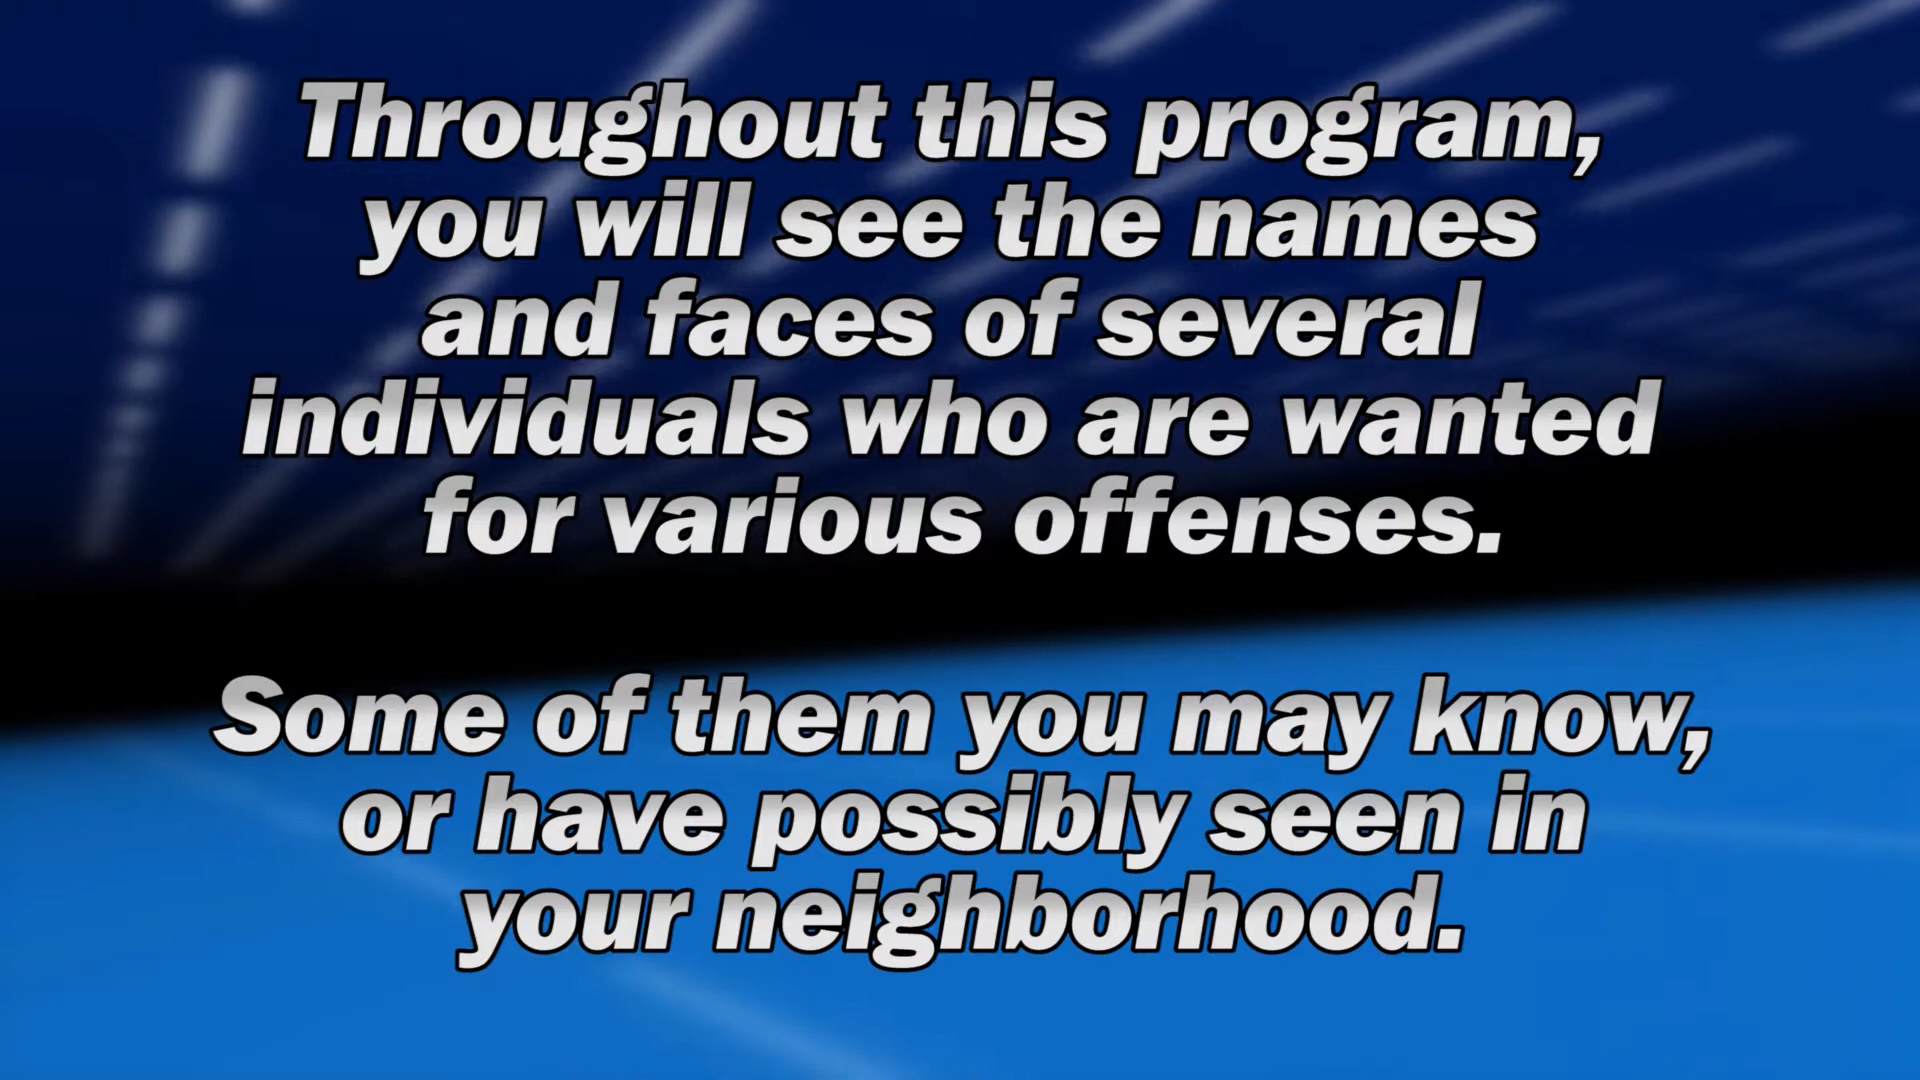 Throughout this program,
you will see the names
and faces of several
individuals who are wanted
for various offenses.
Some of them you may know,
or have possibly seen in
your neighborhood.